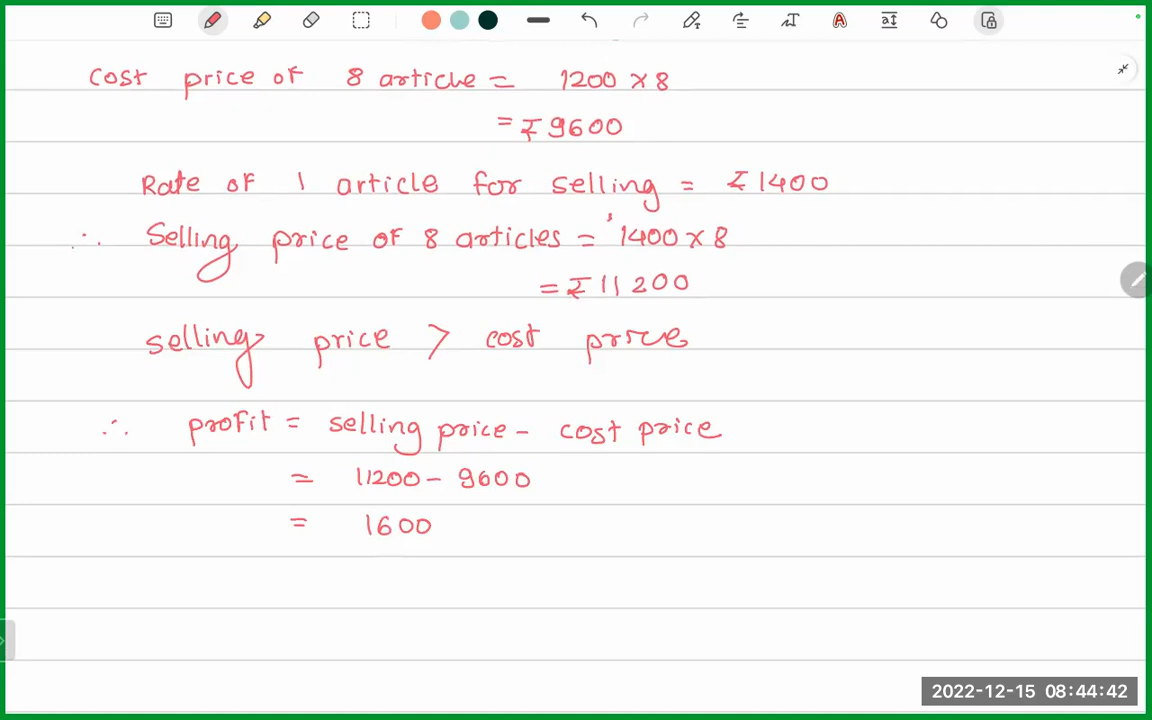 cost price of 8 article = 1200 × 8
= ₹9600
Rate of 1 article for selling = ₹1400
∴ Selling price of 8 articles = 1400 × 8
= ₹11200
selling price > cost price
∴ profit = selling price - cost price
= 11200 - 9600
= 1600
2022-12-15 08:44:42